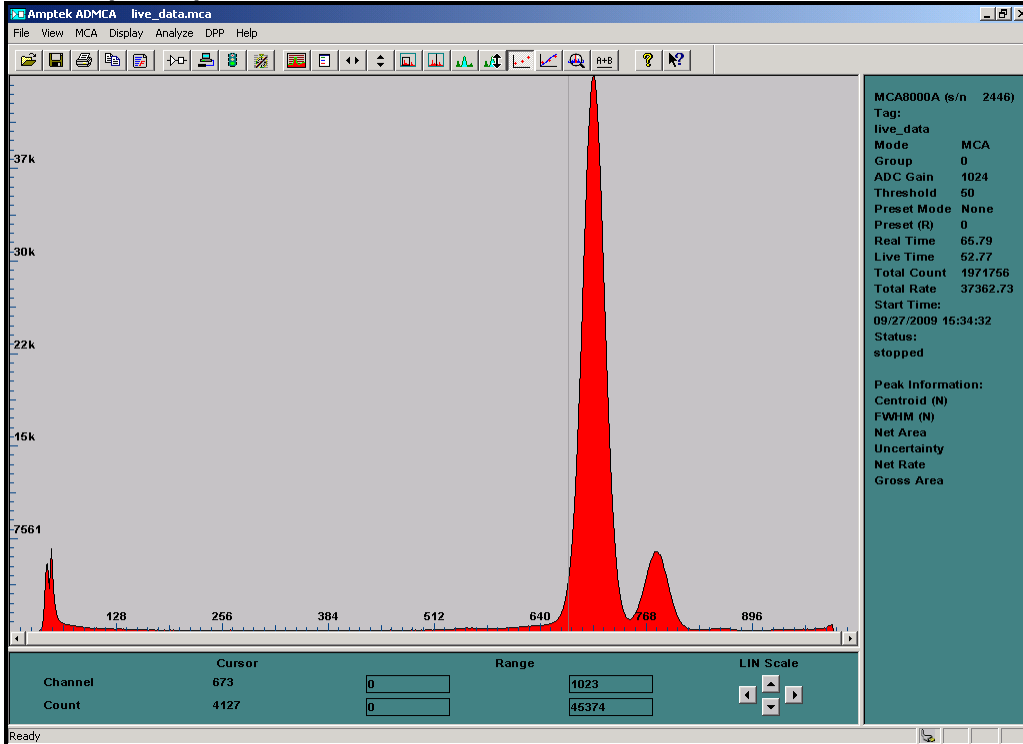 Amptek ADMCA live_data.mca
File View MCA Display Analyze DPP Help
A+B
37k
30k
22k
15k
7561
128 256 384 512 640 768 896
MCA8000A (s/n 2446)
Tag:
live_data
Mode MCA
Group 0
ADC Gain 1024
Threshold 50
Preset Mode None
Preset (R) 0
Real Time 65.79
Live Time 52.77
Total Count 1971756
Total Rate 37362.73
Start Time:
09/27/2009 15:34:32
Status:
stopped
Peak Information:
Centroid (N)
FWHM (N)
Net Area
Uncertainty
Net Rate
Gross Area
Cursor Range LIN Scale
Channel 673 0 1023
Count 4127 0 45374
Ready